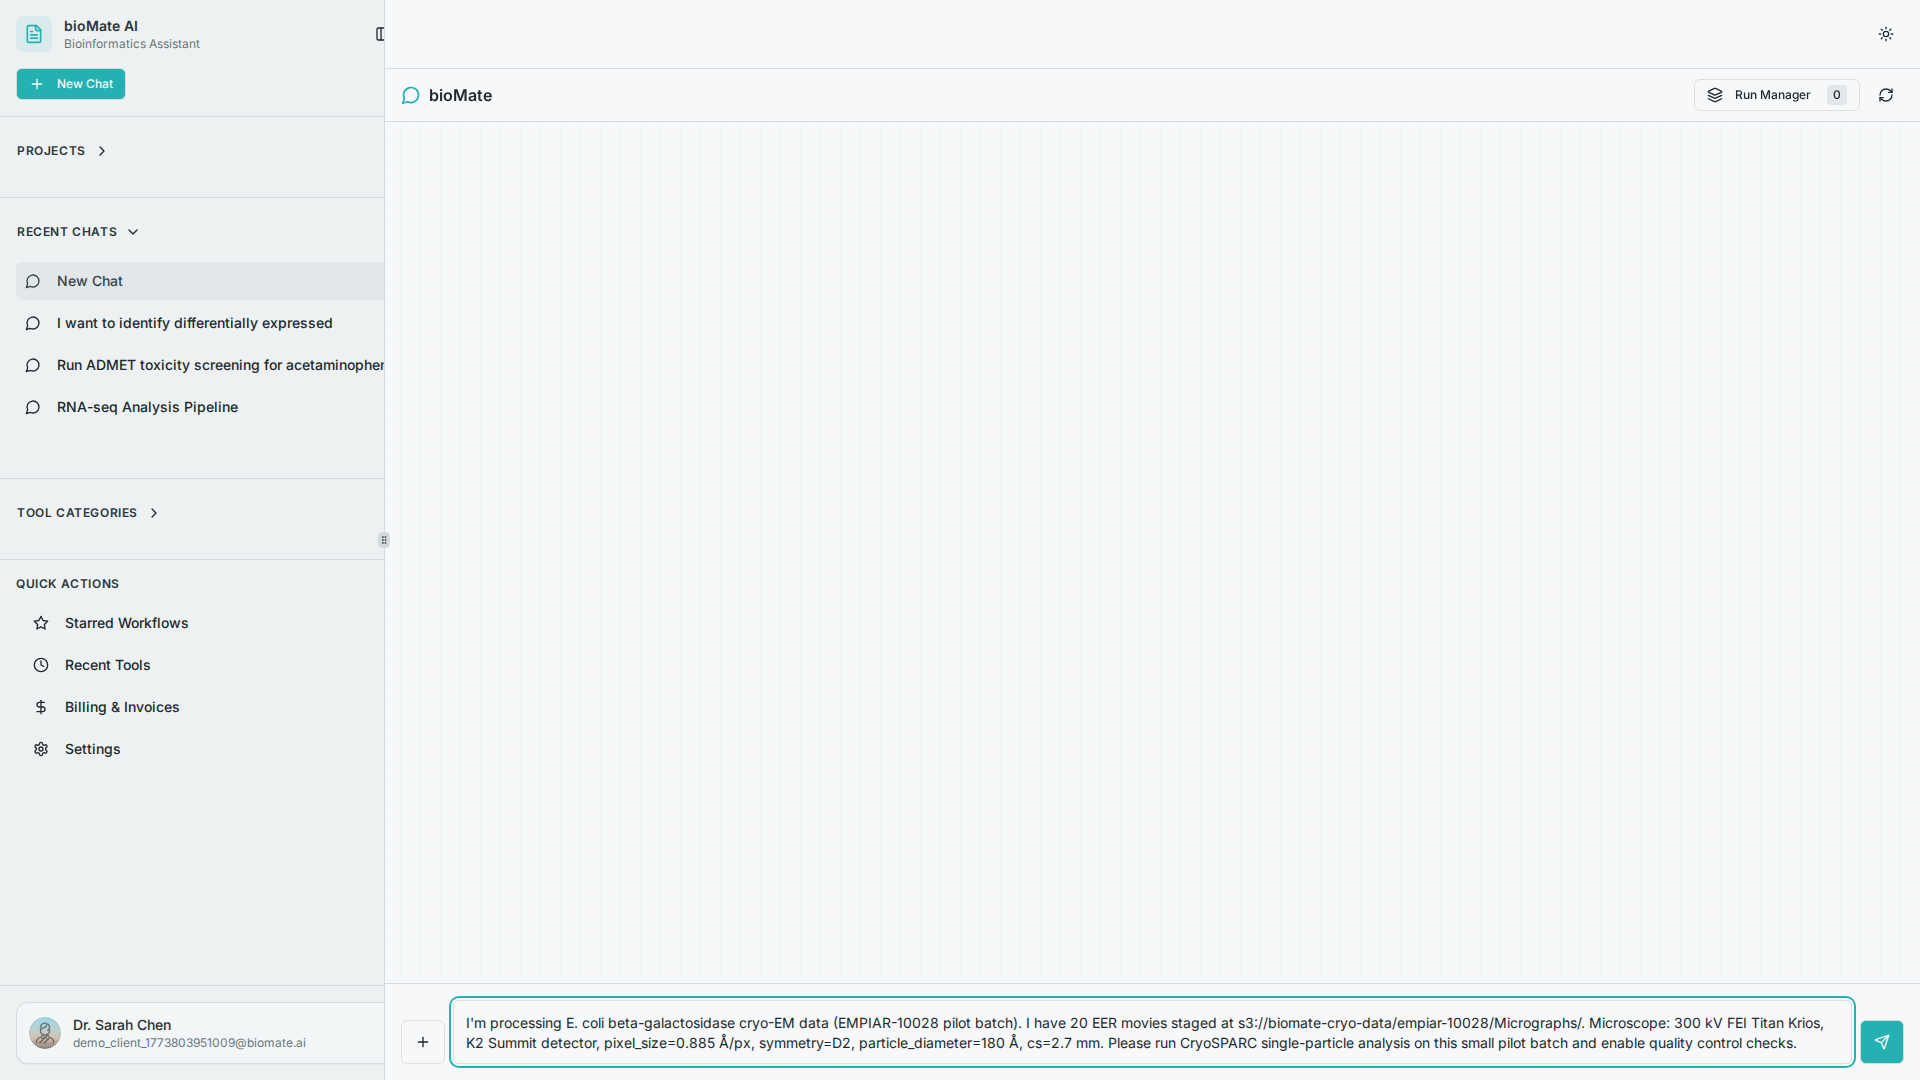 bioMate AI
Bioinformatics Assistant
New Chat
PROJECTS
RECENT CHATS
New Chat
I want to identify differentially expressed
Run ADMET toxicity screening for acetaminophen
RNA-seq Analysis Pipeline
TOOL CATEGORIES
QUICK ACTIONS
Starred Workflows
Recent Tools
Billing & Invoices
Settings
Dr. Sarah Chen
demo_client_1773803951009@biomate.ai
bioMate
Run Manager 0
I'm processing E. coli beta-galactosidase cryo-EM data (EMPIAR-10028 pilot batch). I have 20 EER movies staged at s3://biomate-cryo-data/empiar-10028/Micrographs/. Microscope: 300 kV FEI Titan Krios,
K2 Summit detector, pixel_size=0.885 Å/px, symmetry=D2, particle_diameter=180 Å, cs=2.7 mm. Please run CryoSPARC single-particle analysis on this small pilot batch and enable quality control checks.